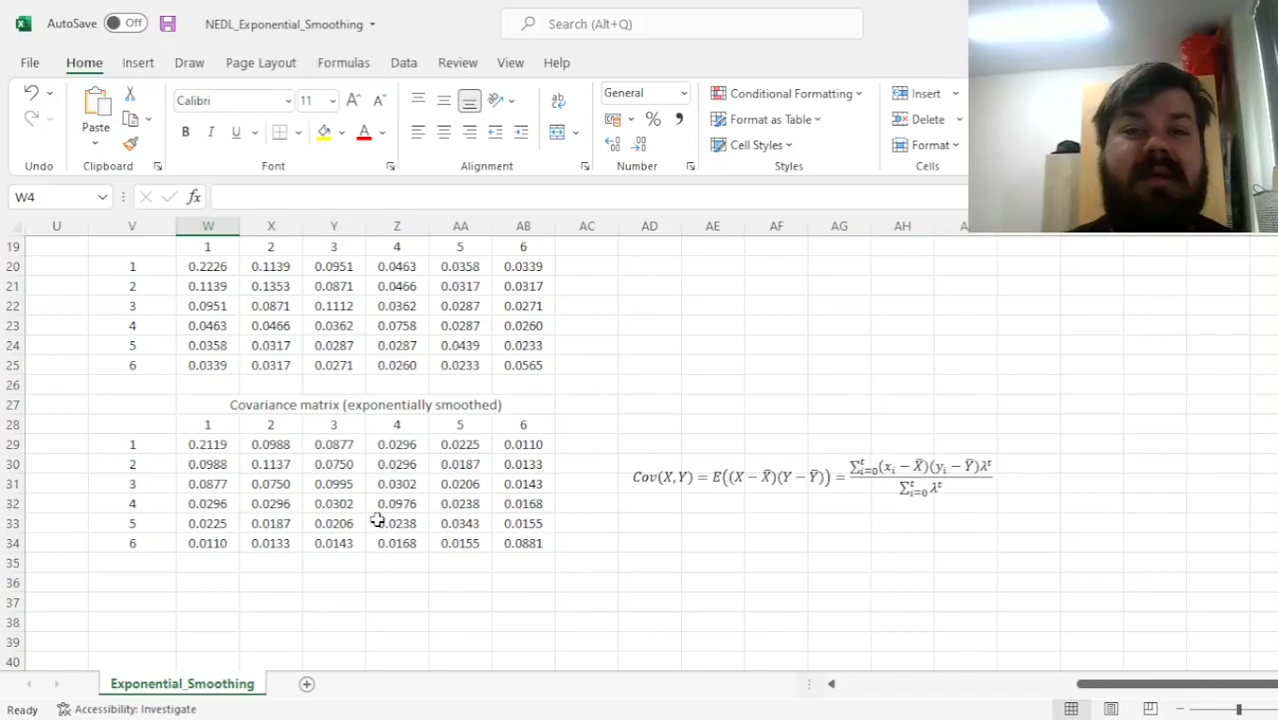 AutoSave Off NEDL_Exponential_Smoothing Search (Alt+Q)
File Home Insert Draw Page Layout Formulas Data Review View Help
Calibri 11 A^ A˅ ab General Conditional Formatting Insert
Paste B I U A % , Format as Table Delete
Cell Styles Format
Undo Clipboard Font Alignment Number Styles Cells
W4 fx
U V W X Y Z AA AB AC AD AE AF AG AH
19 1 2 3 4 5 6
20 1 0.2226 0.1139 0.0951 0.0463 0.0358 0.0339
21 2 0.1139 0.1353 0.0871 0.0466 0.0317 0.0317
22 3 0.0951 0.0871 0.1112 0.0362 0.0287 0.0271
23 4 0.0463 0.0466 0.0362 0.0758 0.0287 0.0260
24 5 0.0358 0.0317 0.0287 0.0287 0.0439 0.0233
25 6 0.0339 0.0317 0.0271 0.0260 0.0233 0.0565
26
27 Covariance matrix (exponentially smoothed)
28 1 2 3 4 5 6
29 1 0.2119 0.0988 0.0877 0.0296 0.0225 0.0110
30 2 0.0988 0.1137 0.0750 0.0296 0.0187 0.0133
31 3 0.0877 0.0750 0.0995 0.0302 0.0206 0.0143
Cov(X, Y) = E((X − X̄)(Y − Ȳ)) = ∑ᵗᵢ₌₀(xᵢ − X̄)(yᵢ − Ȳ)λᵗ / ∑ᵗᵢ₌₀ λᵗ
32 4 0.0296 0.0296 0.0302 0.0976 0.0238 0.0168
33 5 0.0225 0.0187 0.0206 0.0238 0.0343 0.0155
34 6 0.0110 0.0133 0.0143 0.0168 0.0155 0.0881
35
36
37
38
39
40
Exponential_Smoothing
Ready Accessibility: Investigate